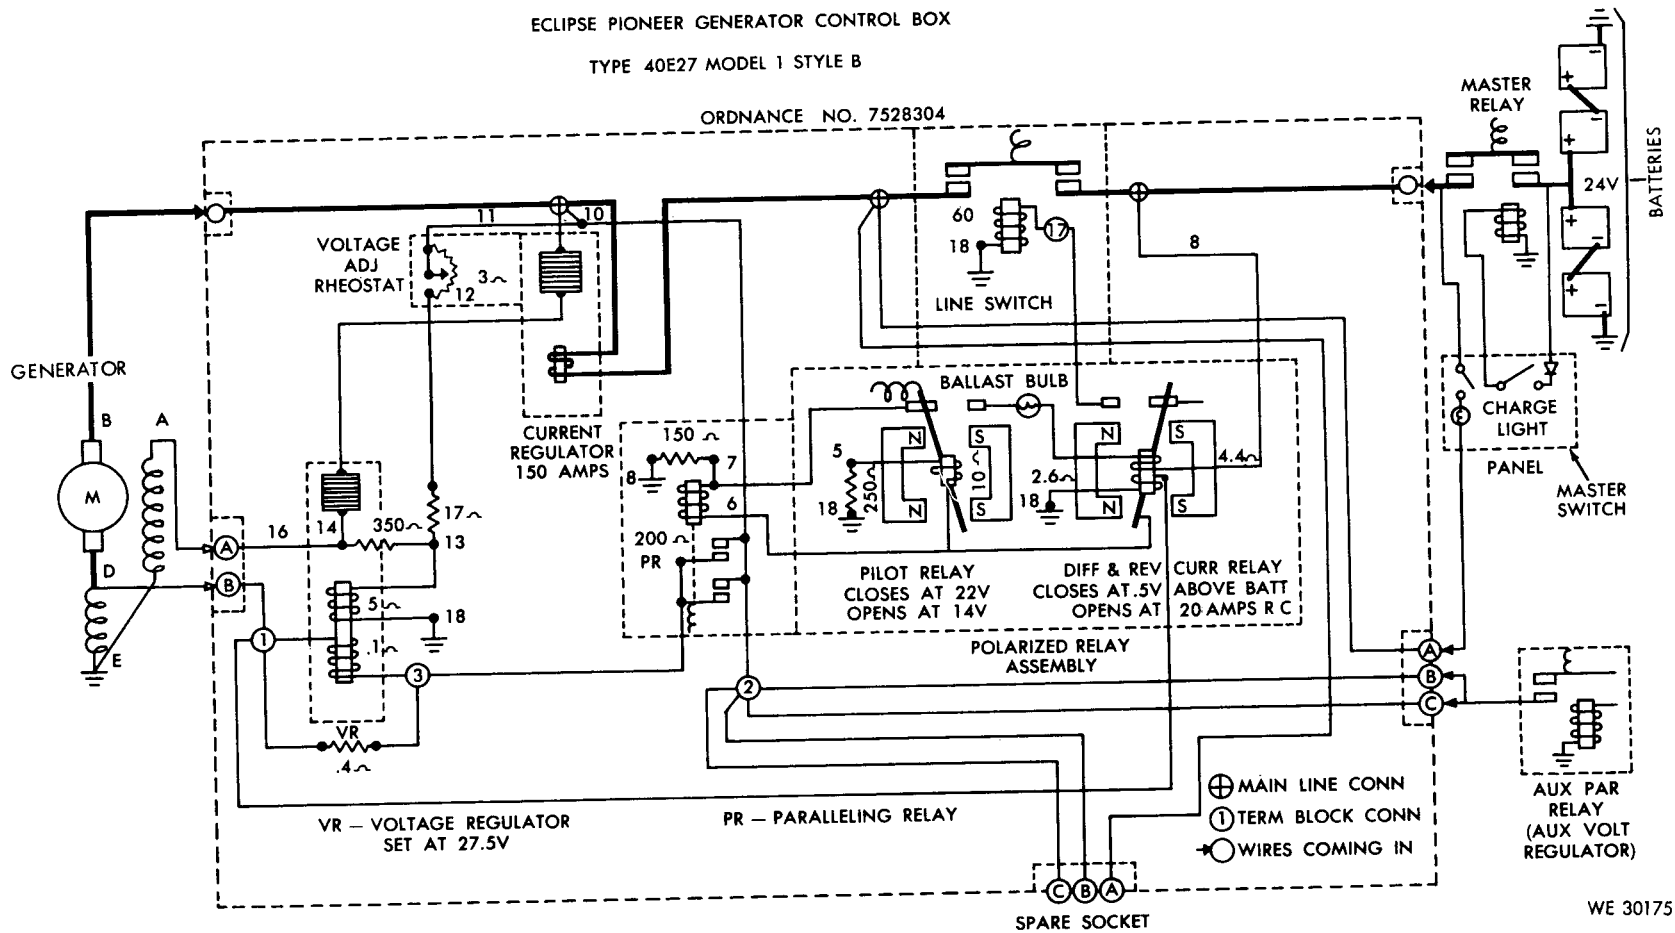 ECLIPSE PIONEER GENERATOR CONTROL BOX
TYPE 40E27 MODEL 1 STYLE B
ORDNANCE NO. 7528304
MASTER
RELAY
BATTERIES
24V
+
−
+
−
+
−
+
−
11
10
VOLTAGE
ADJ
RHEOSTAT
3
12
60
17
18
LINE SWITCH
8
GENERATOR
B
A
M
D
E
CURRENT
REGULATOR
150 AMPS
150
8
7
6
200
PR
BALLAST BULB
N
S
N
S
5
250
18
10
N
S
2.6
18
4.4
N
S
CHARGE
LIGHT
PANEL
MASTER
SWITCH
A
16
14
350
17
13
B
5
18
1
.1
3
VR
.4
PILOT RELAY
CLOSES AT 22V
OPENS AT 14V
DIFF & REV CURR RELAY
CLOSES AT .5V ABOVE BATT
OPENS AT 20 AMPS R C
POLARIZED RELAY
ASSEMBLY
2
A
B
C
VR — VOLTAGE REGULATOR
SET AT 27.5V
PR — PARALLELING RELAY
MAIN LINE CONN
1 TERM BLOCK CONN
WIRES COMING IN
AUX PAR
RELAY
(AUX VOLT
REGULATOR)
C B A
SPARE SOCKET
WE 30175